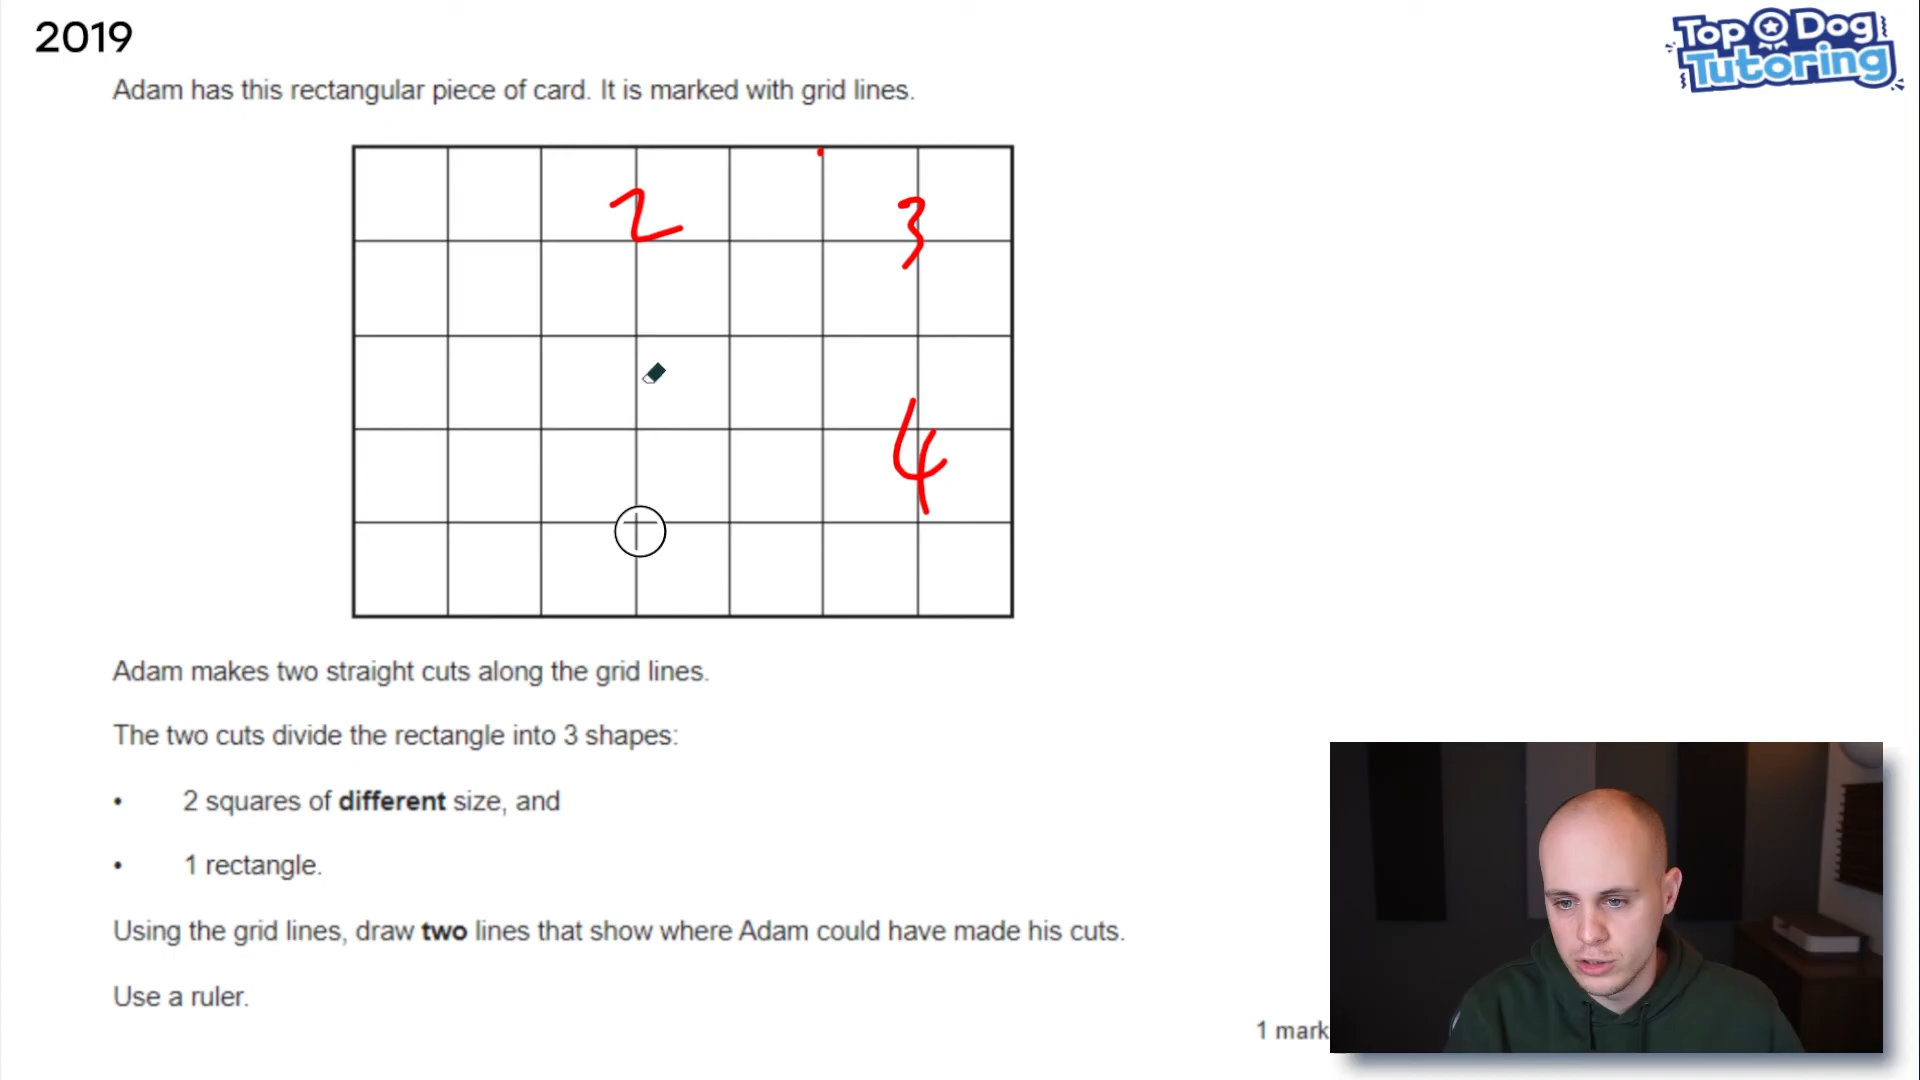 2019
Top Dog
Tutoring
Adam has this rectangular piece of card. It is marked with grid lines.
2
3
4
Adam makes two straight cuts along the grid lines.
The two cuts divide the rectangle into 3 shapes:
• 2 squares of different size, and
• 1 rectangle.
Using the grid lines, draw two lines that show where Adam could have made his cuts.
Use a ruler.
1 mark